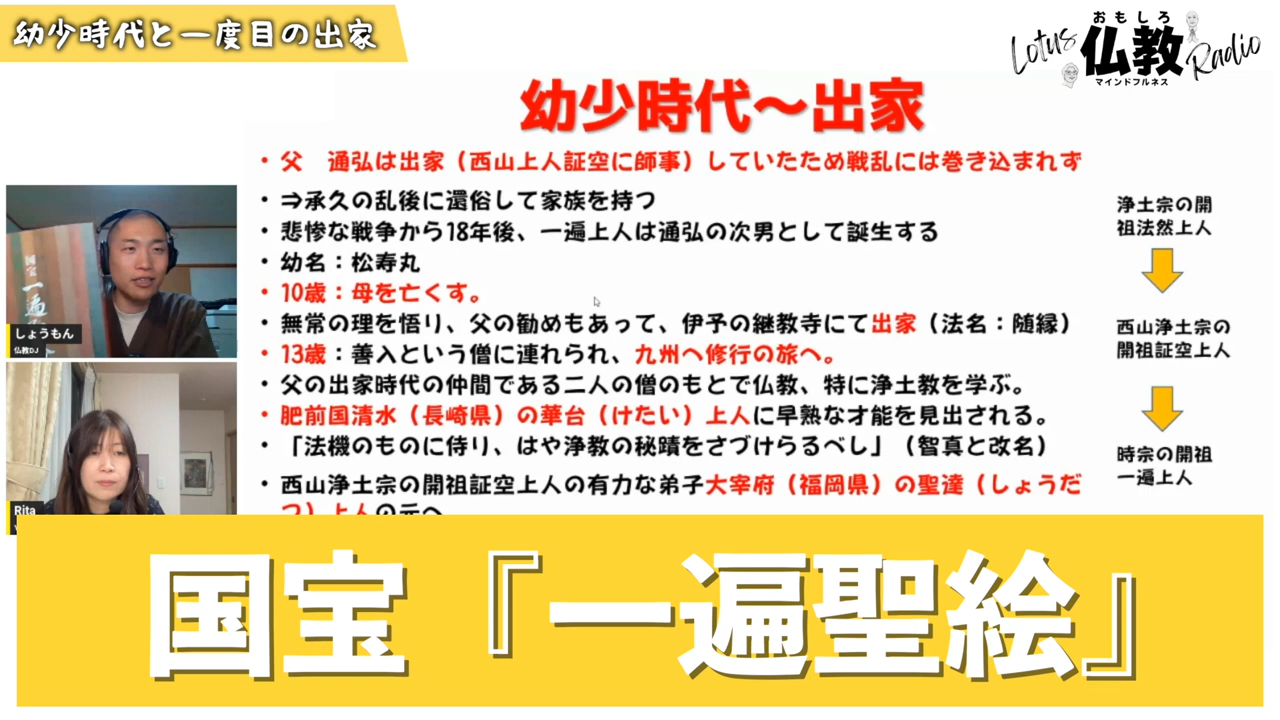 幼少時代と一度目の出家
おもしろ
Lotus 仏教 Radio
マインドフルネス
幼少時代〜出家
・父　通弘は出家（西山上人証空に師事）していたため戦乱には巻き込まれず
・⇒承久の乱後に還俗して家族を持つ
・悲惨な戦争から18年後、一遍上人は通弘の次男として誕生する
・幼名：松寿丸
・10歳：母を亡くす。
・無常の理を悟り、父の勧めもあって、伊予の継教寺にて出家（法名：随縁）
・13歳：善入という僧に連れられ、九州へ修行の旅へ。
・父の出家時代の仲間である二人の僧のもとで仏教、特に浄土教を学ぶ。
・肥前国清水（長崎県）の華台（けたい）上人に早熟な才能を見出される。
・「法機のものに侍り、はや浄教の秘蹟をさづけらるべし」（智真と改名）
・西山浄土宗の開祖証空上人の有力な弟子大宰府（福岡県）の聖達（しょうだ
つ）上人の元へ
浄土宗の開
祖法然上人
西山浄土宗の
開祖証空上人
時宗の開祖
一遍上人
国宝
一遍
しょうもん
仏教DJ
Rita
国宝『一遍聖絵』